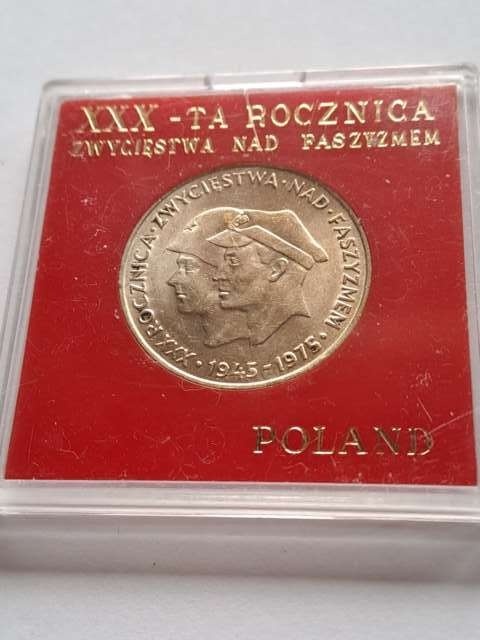 XXX -TA ROCZNICA
ZWYCIĘSTWA NAD FASZYZMEM
XXX ROCZNICA · ZWYCIĘSTWA · NAD · FASZYZMEM ·
· 1945-1975 ·
POLAND